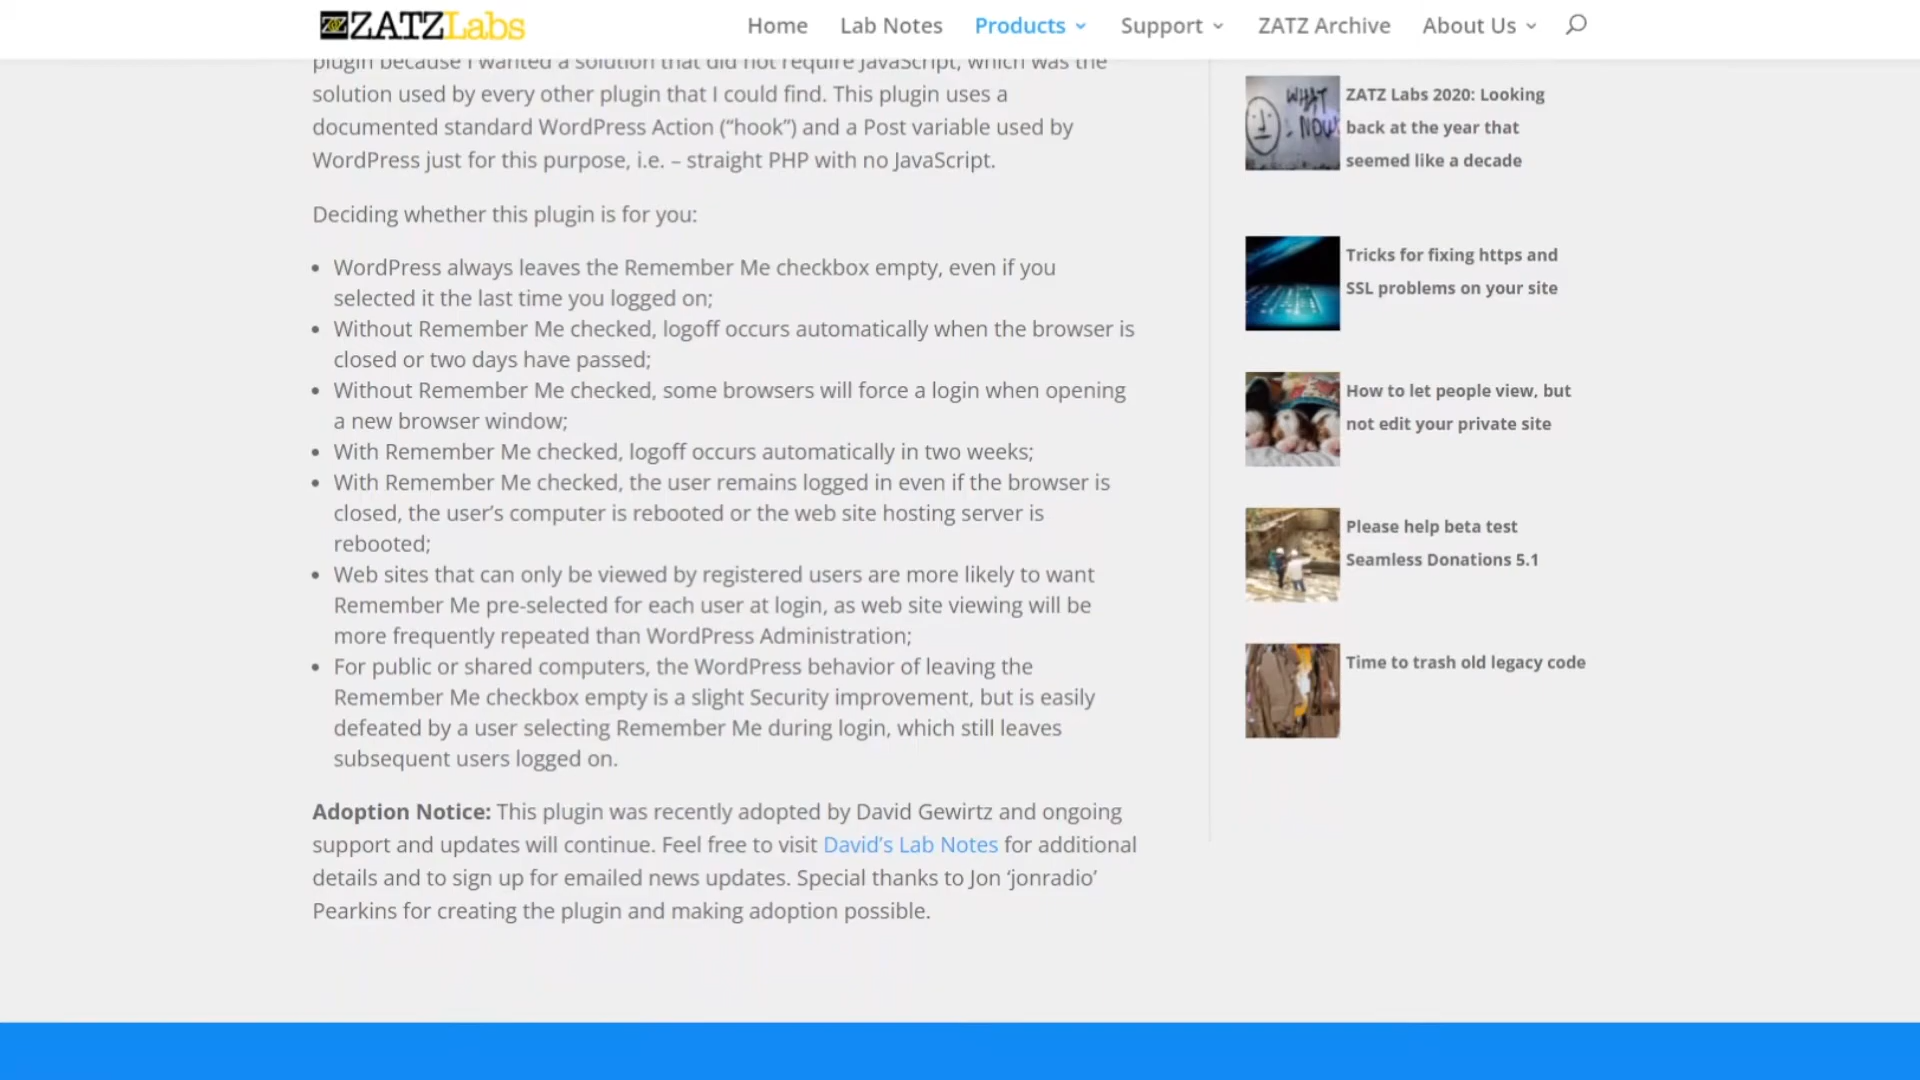 ZATZLabs
Home
Lab Notes
Products
Support
ZATZ Archive
About Us
plugin because I wanted a solution that did not require JavaScript, which was the
solution used by every other plugin that I could find. This plugin uses a
documented standard WordPress Action (“hook”) and a Post variable used by
WordPress just for this purpose, i.e. – straight PHP with no JavaScript.
Deciding whether this plugin is for you:
• WordPress always leaves the Remember Me checkbox empty, even if you
selected it the last time you logged on;
• Without Remember Me checked, logoff occurs automatically when the browser is
closed or two days have passed;
• Without Remember Me checked, some browsers will force a login when opening
a new browser window;
• With Remember Me checked, logoff occurs automatically in two weeks;
• With Remember Me checked, the user remains logged in even if the browser is
closed, the user’s computer is rebooted or the web site hosting server is
rebooted;
• Web sites that can only be viewed by registered users are more likely to want
Remember Me pre-selected for each user at login, as web site viewing will be
more frequently repeated than WordPress Administration;
• For public or shared computers, the WordPress behavior of leaving the
Remember Me checkbox empty is a slight Security improvement, but is easily
defeated by a user selecting Remember Me during login, which still leaves
subsequent users logged on.
Adoption Notice: This plugin was recently adopted by David Gewirtz and ongoing
support and updates will continue. Feel free to visit David’s Lab Notes for additional
details and to sign up for emailed news updates. Special thanks to Jon ‘jonradio’
Pearkins for creating the plugin and making adoption possible.
WHAT
NOW
ZATZ Labs 2020: Looking
back at the year that
seemed like a decade
Tricks for fixing https and
SSL problems on your site
How to let people view, but
not edit your private site
Please help beta test
Seamless Donations 5.1
Time to trash old legacy code